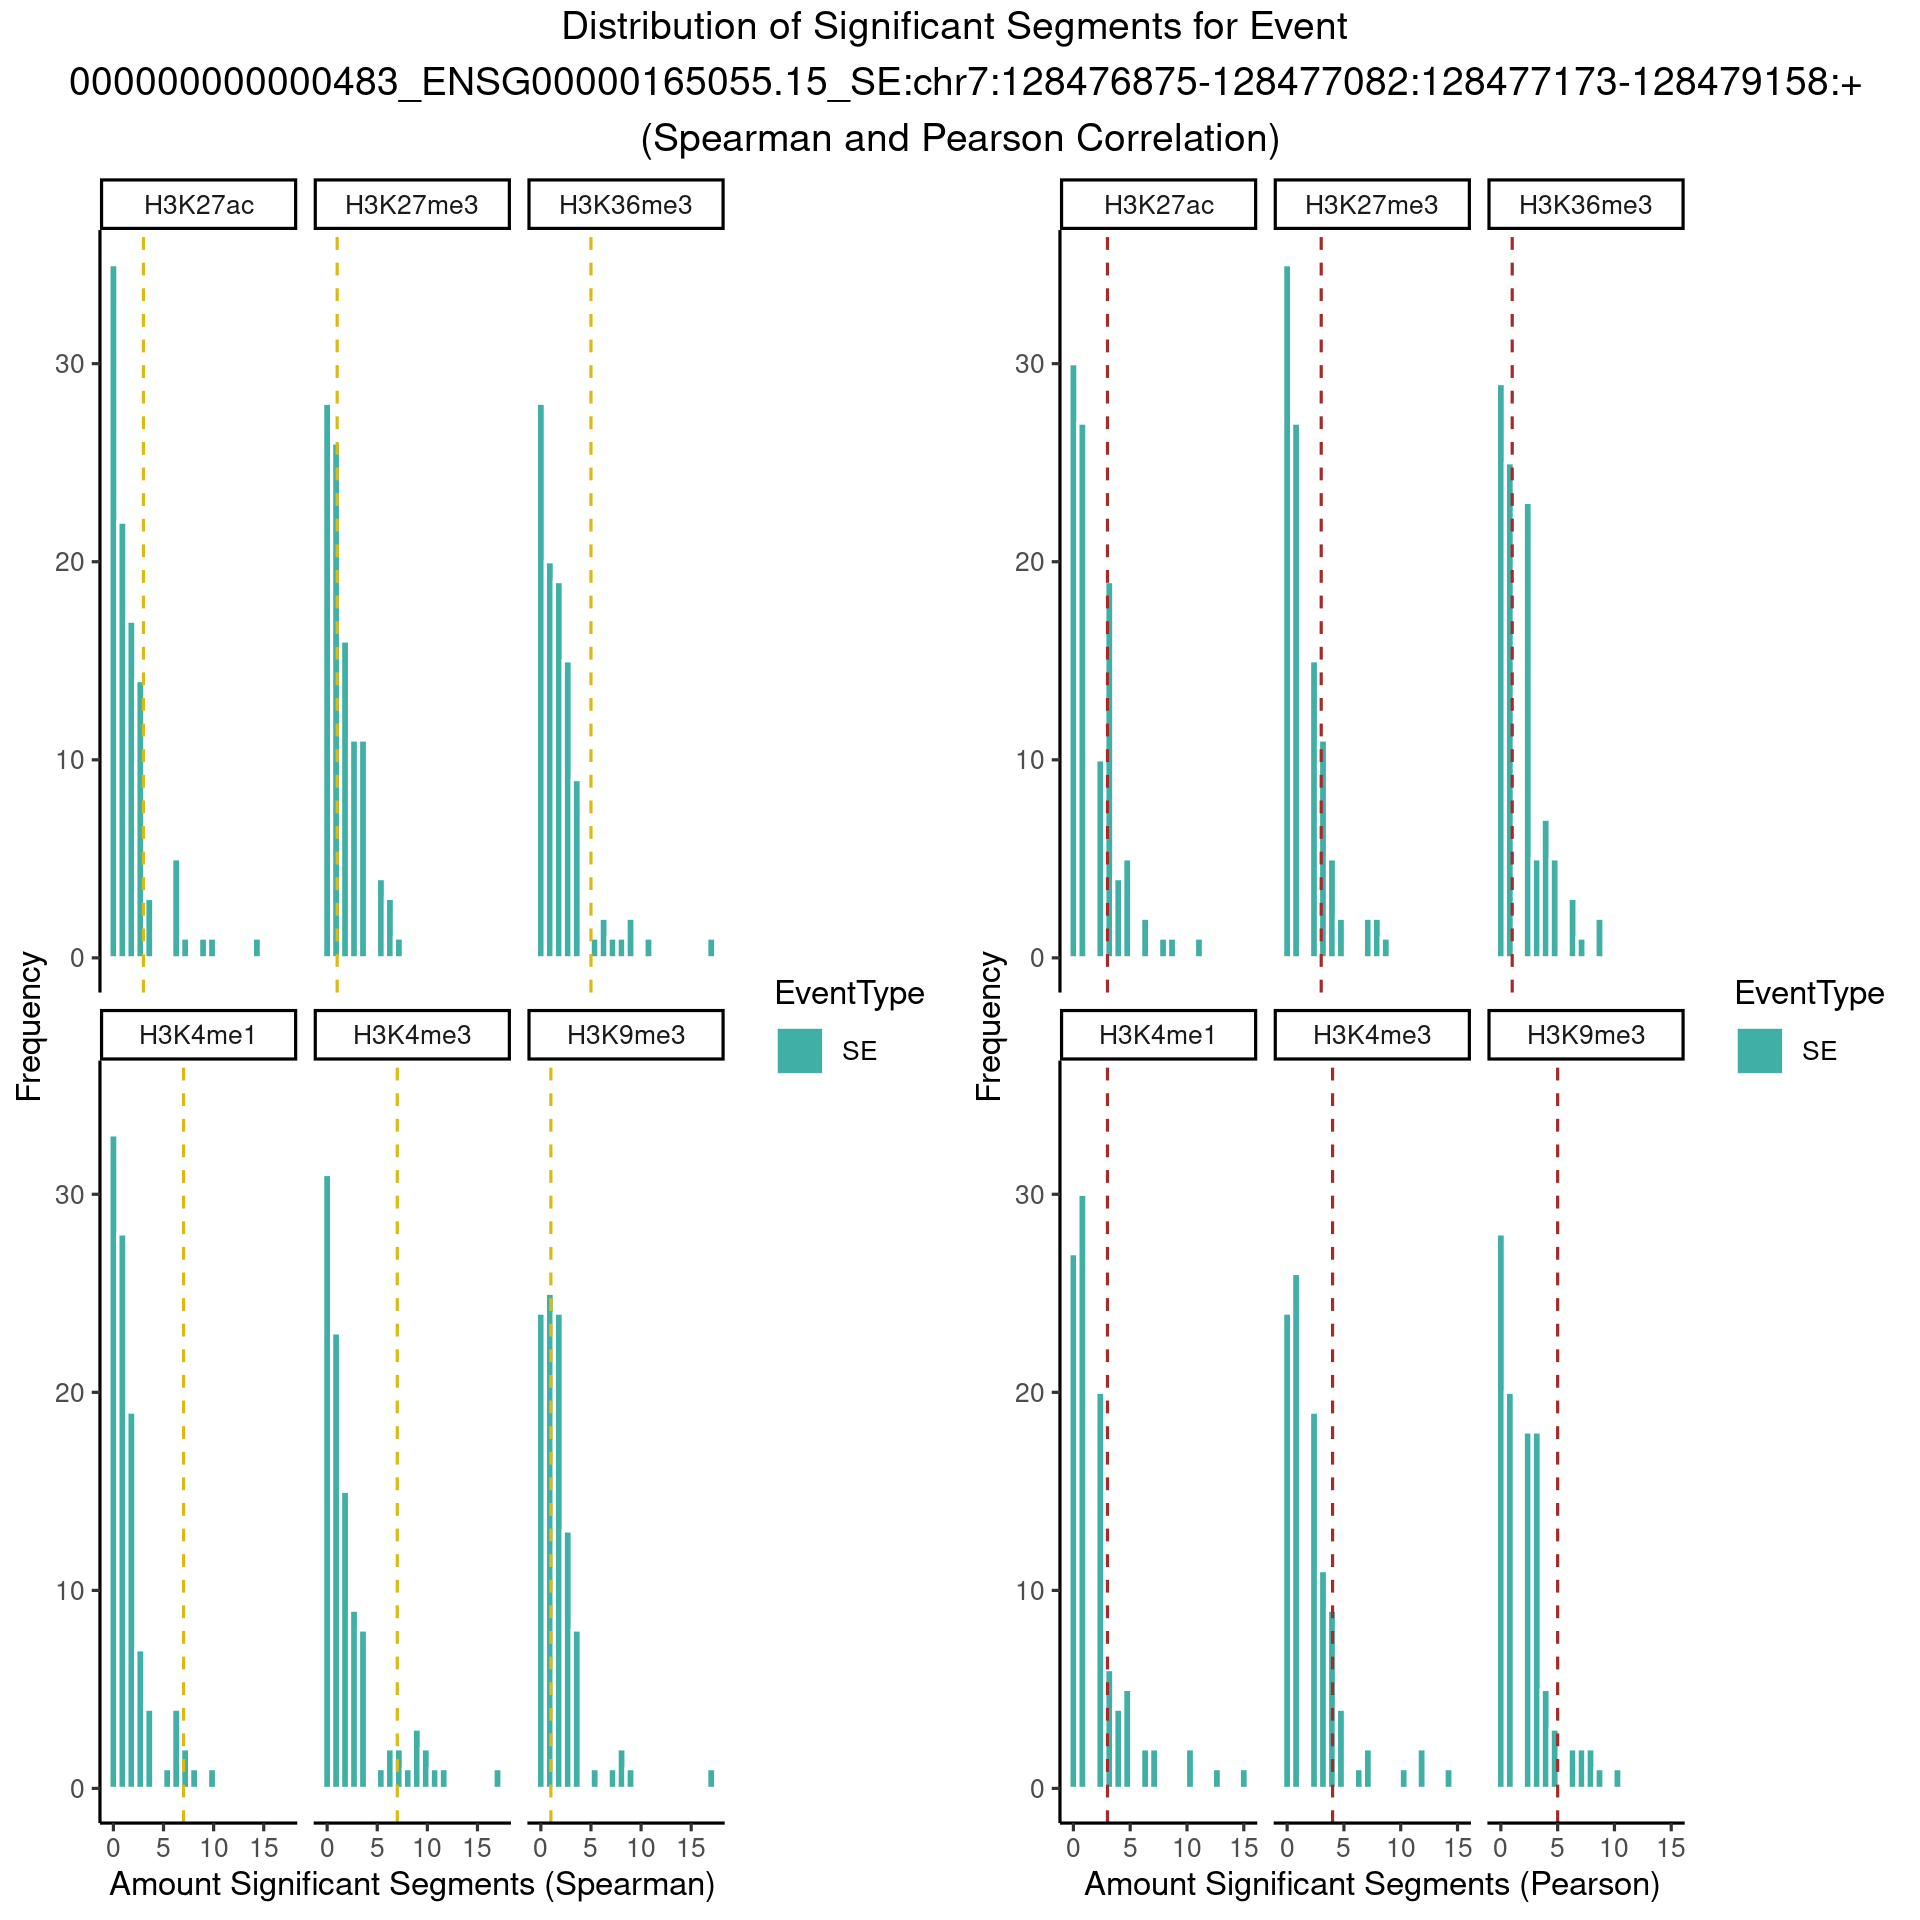 Distribution of Significant Segments for Event
000000000000483_ENSG00000165055.15_SE:chr7:128476875-128477082:128477173-128479158:+
(Spearman and Pearson Correlation)
H3K27ac H3K27me3 H3K36me3
30
20
10
0
H3K4me1 H3K4me3 H3K9me3
30
20
10
0
0 5 10 15 0 5 10 15 0 5 10 15
Frequency
Amount Significant Segments (Spearman)
EventType
SE
H3K27ac H3K27me3 H3K36me3
30
20
10
0
H3K4me1 H3K4me3 H3K9me3
30
20
10
0
0 5 10 15 0 5 10 15 0 5 10 15
Frequency
Amount Significant Segments (Pearson)
EventType
SE